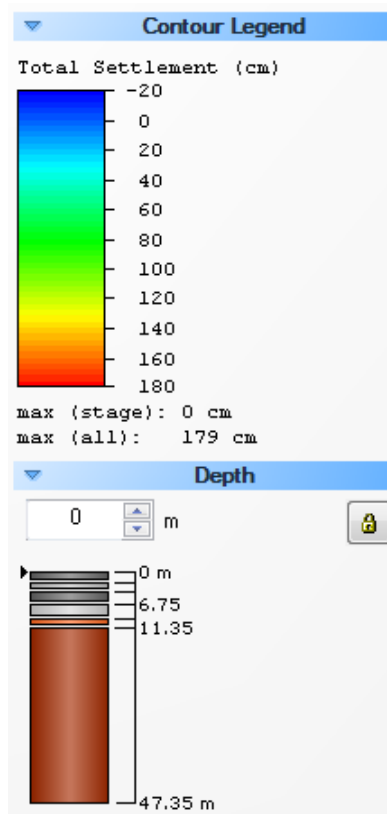 Contour Legend
Total Settlement (cm)
-20
0
20
40
60
80
100
120
140
160
180
max (stage): 0 cm
max (all): 179 cm
Depth
0 m
0 m
6.75
11.35
47.35 m